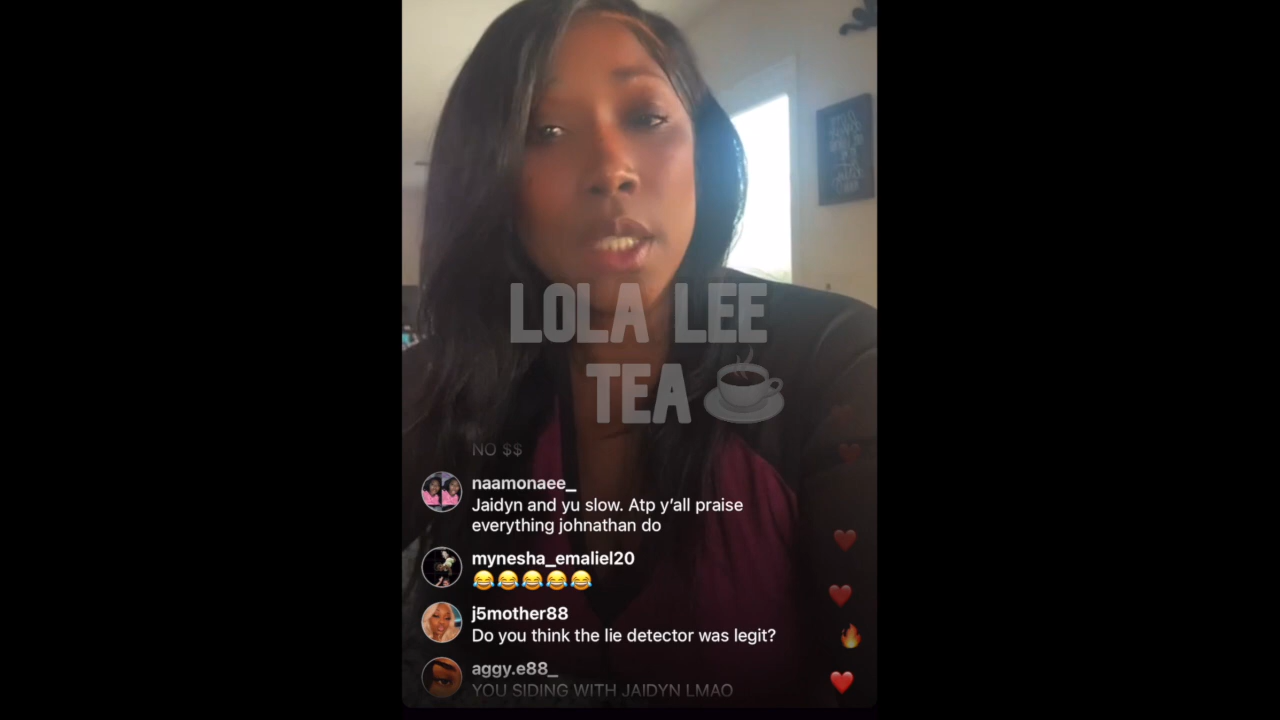 LOLA LEE
TEA
NO $$
naamonaee_
Jaidyn and yu slow. Atp y’all praise
everything johnathan do
mynesha_emaliel20
😂😂😂😂😂
j5mother88
Do you think the lie detector was legit?
aggy.e88_
YOU SIDING WITH JAIDYN LMAO